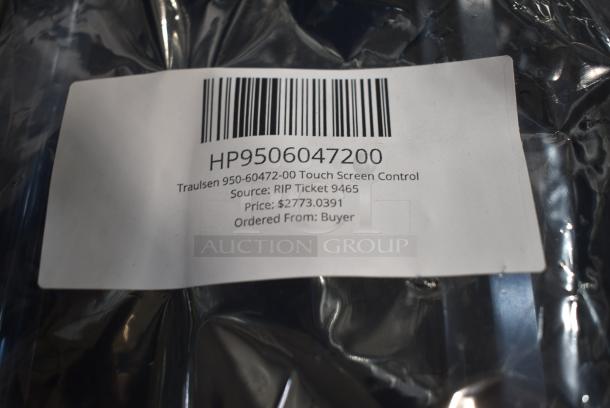 HP9506047200
Traulsen 950-60472-00 Touch Screen Control
Source: RIP Ticket 9465
Price: $2773.0391
Ordered From: Buyer
AUCTION GROUP